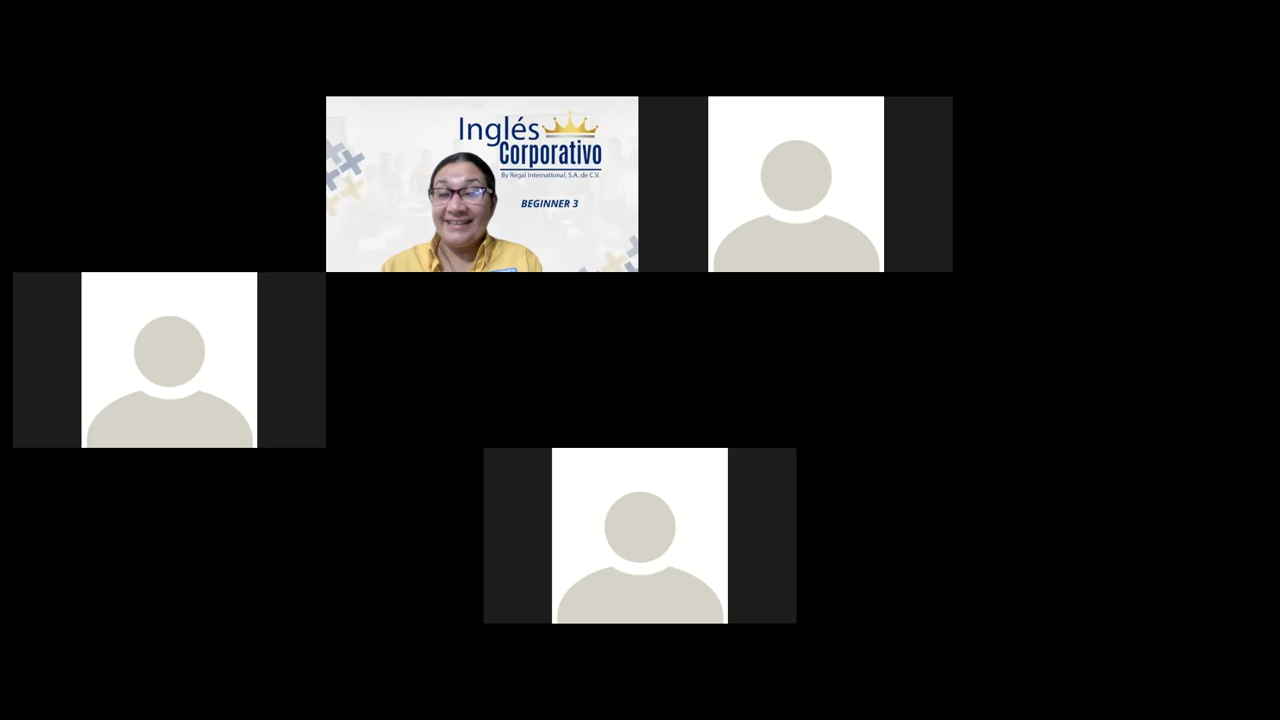 Inglés
Corporativo
By Regal International, S.A. de C.V.
BEGINNER 3